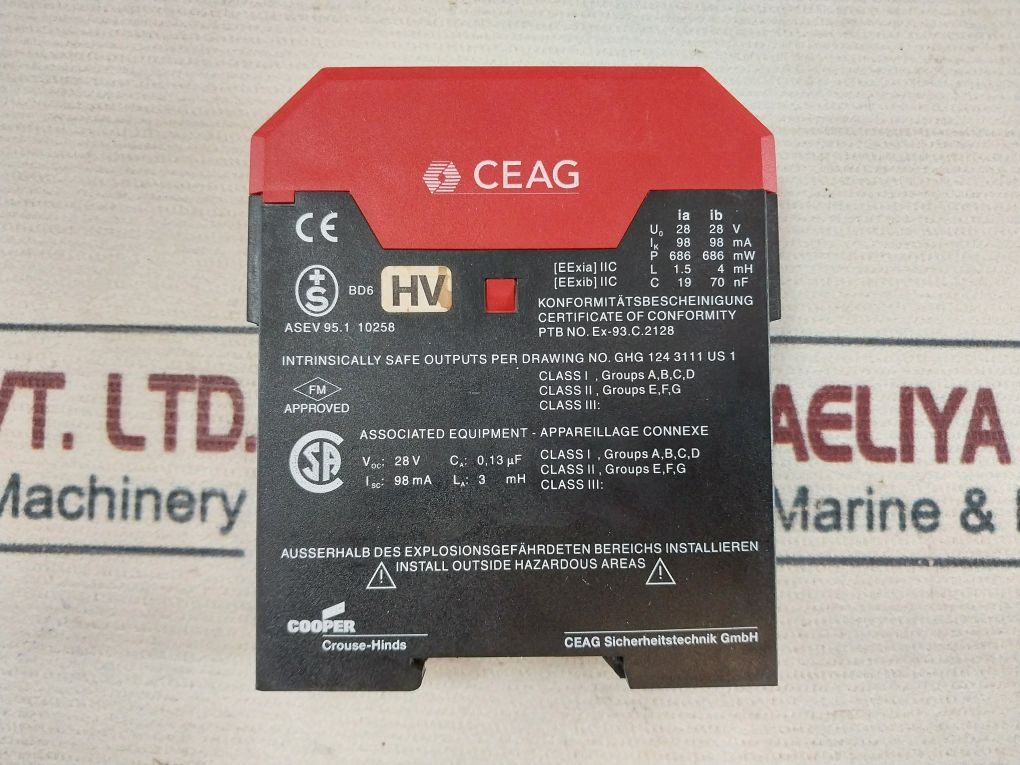 CEAG
CE
ia ib
U₀ 28 28 V
Iₖ 98 98 mA
P 686 686 mW
[EExia] IIC L 1.5 4 mH
[EExib] IIC C 19 70 nF
+S
BD6
HV
ASEV 95.1 10258
KONFORMITÄTSBESCHEINIGUNG
CERTIFICATE OF CONFORMITY
PTB NO. Ex-93.C.2128
INTRINSICALLY SAFE OUTPUTS PER DRAWING NO. GHG 124 3111 US 1
FM
APPROVED
CLASS I , Groups A,B,C,D
CLASS II , Groups E,F,G
CLASS III:
SA
ASSOCIATED EQUIPMENT - APPAREILLAGE CONNEXE
VOC: 28 V CA: 0,13 µF
ISC: 98 mA LA: 3 mH
CLASS I , Groups A,B,C,D
CLASS II , Groups E,F,G
CLASS III:
AUSSERHALB DES EXPLOSIONSGEFÄHRDETEN BEREICHS INSTALLIEREN
! INSTALL OUTSIDE HAZARDOUS AREAS !
COOPER
Crouse-Hinds
CEAG Sicherheitstechnik GmbH
VT. LTD.
Machinery
AELIYA
Marine &